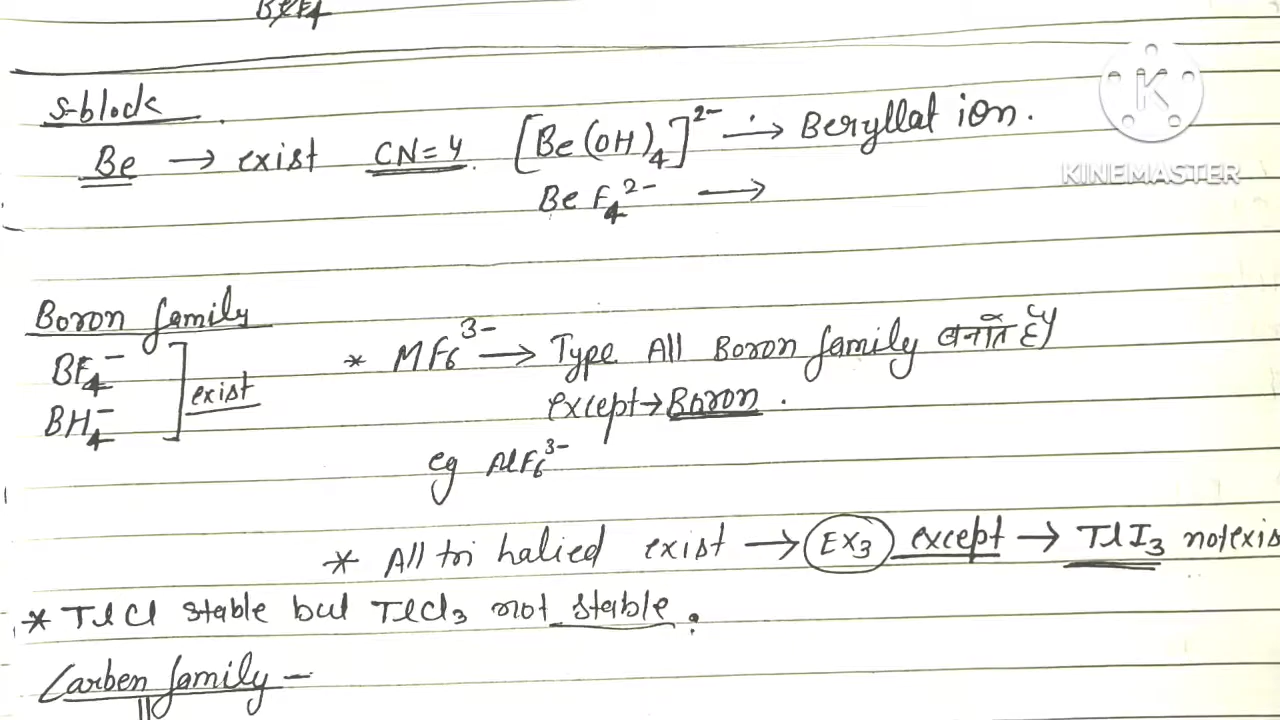 BeF4
s-block
Be → exist CN=4. [Be(OH)4]2- → Beryllat ion.
BeF4 2- →
KINEMASTER
Boron family
BF4-
BH4-
] exist
* MF6 3- → Type All Boron family बनाते है
except → Boron.
eg AlF6 3-
* All tri halied exist → EX3 except → TlI3 not exis
* TlCl stable but TlCl3 not stable.
Carben family -